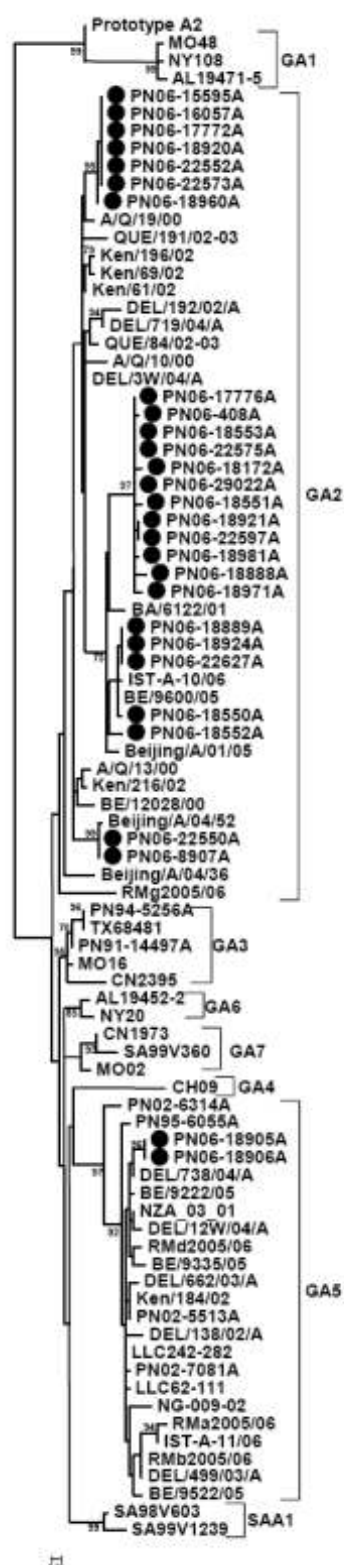 Prototype A2
MO48
NY108
AL19471-5
GA1
PN06-15595A
PN06-16057A
PN06-17772A
PN06-18920A
PN06-22552A
PN06-22573A
PN06-18960A
A/Q/19/00
QUE/191/02-03
Ken/196/02
Ken/69/02
Ken/61/02
DEL/192/02/A
DEL/719/04/A
QUE/84/02-03
A/Q/10/00
DEL/3W/04/A
PN06-17776A
PN06-408A
PN06-18553A
PN06-22575A
PN06-18172A
PN06-29022A
GA2
PN06-18551A
PN06-18921A
PN06-22597A
PN06-18981A
PN06-18888A
PN06-18971A
BA/6122/01
PN06-18889A
PN06-18924A
PN06-22627A
IST-A-10/06
BE/9600/05
PN06-18550A
PN06-18552A
Beijing/A/01/05
A/Q/13/00
Ken/216/02
BE/12028/00
Beijing/A/04/52
PN06-22550A
PN06-8907A
Beijing/A/04/36
RMg2005/06
PN94-5256A
TX68481
PN91-14497A
GA3
MO16
CN2395
AL19452-2
GA6
NY20
CN1973
SA99V360
GA7
MO02
CH09
GA4
PN02-6314A
PN95-6055A
PN06-18905A
PN06-18906A
DEL/738/04/A
BE/9222/05
NZA_03_01
DEL/12W/04/A
RMd2005/06
BE/9335/05
DEL/662/03/A
GA5
Ken/184/02
PN02-5513A
DEL/138/02/A
LLC242-282
PN02-7081A
LLC62-111
NG-009-02
RMa2005/06
IST-A-11/06
RMb2005/06
DEL/499/03/A
BE/9522/05
SA98V603
SAA1
SA99V1239